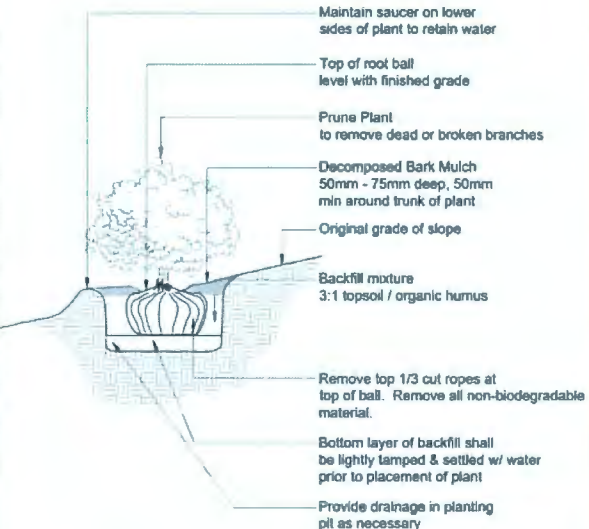 Maintain saucer on lower
sides of plant to retain water
Top of root ball
level with finished grade
Prune Plant
to remove dead or broken branches
Decomposed Bark Mulch
50mm - 75mm deep, 50mm
min around trunk of plant
Original grade of slope
Backfill mixture
3:1 topsoil / organic humus
Remove top 1/3 cut ropes at
top of ball. Remove all non-biodegradable
material.
Bottom layer of backfill shall
be lightly tamped & settled w/ water
prior to placement of plant
Provide drainage in planting
pit as necessary